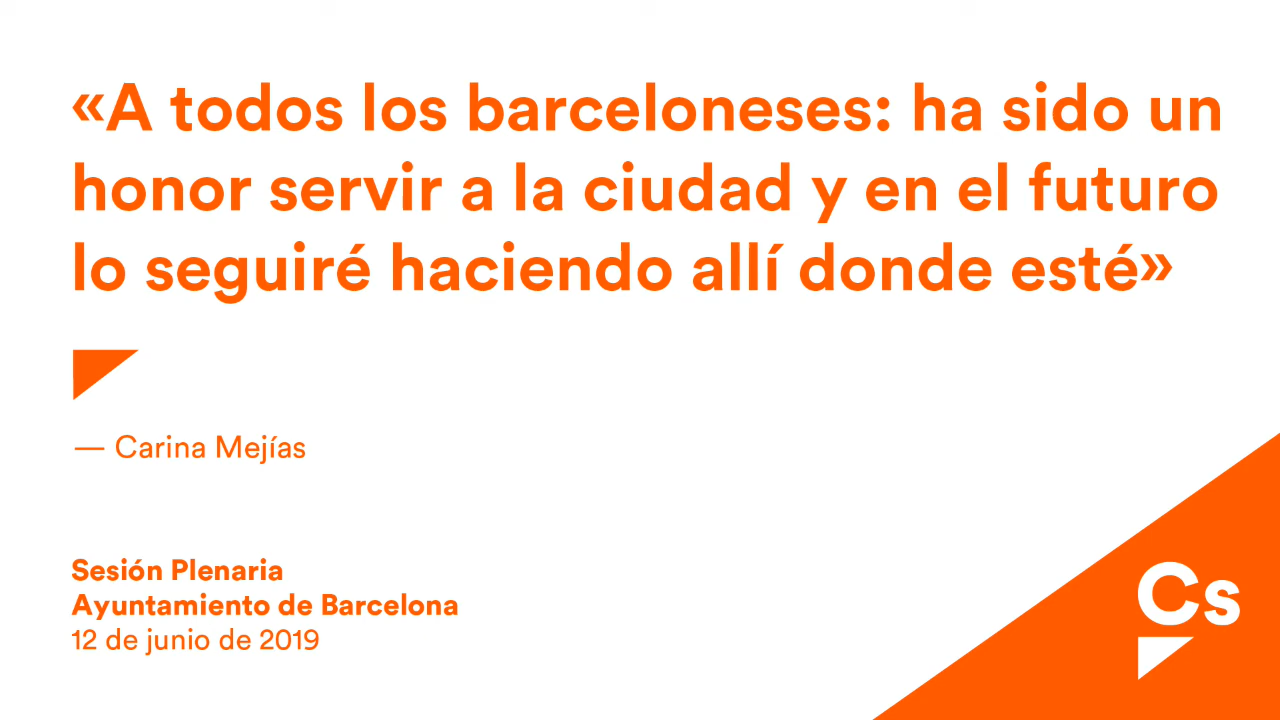 «A todos los barceloneses: ha sido un
honor servir a la ciudad y en el futuro
lo seguiré haciendo allí donde esté»
— Carina Mejías
Sesión Plenaria
Ayuntamiento de Barcelona
12 de junio de 2019
Cs